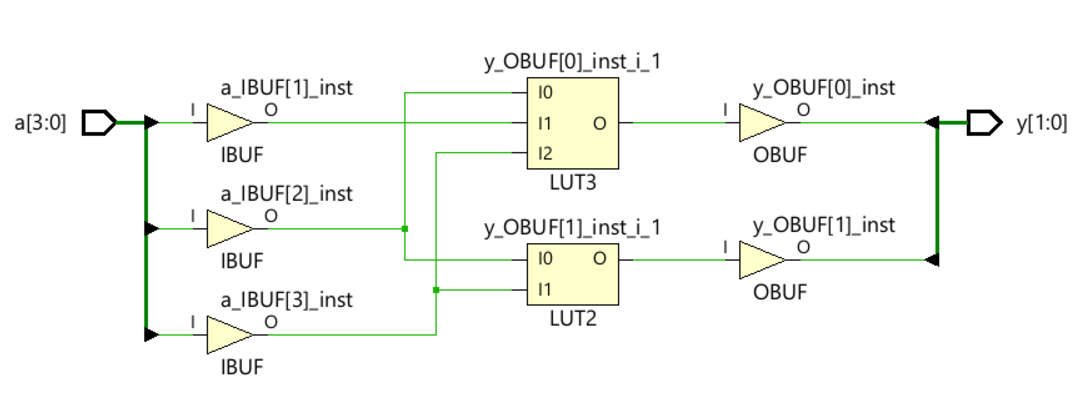 y_OBUF[0]_inst_i_1
a_IBUF[1]_inst
y_OBUF[0]_inst
I0
I
O
I
O
a[3:0]
I1
O
y[1:0]
I2
IBUF
OBUF
LUT3
a_IBUF[2]_inst
I
O
y_OBUF[1]_inst_i_1
y_OBUF[1]_inst
I
O
IBUF
I0
O
I1
OBUF
a_IBUF[3]_inst
LUT2
I
O
IBUF